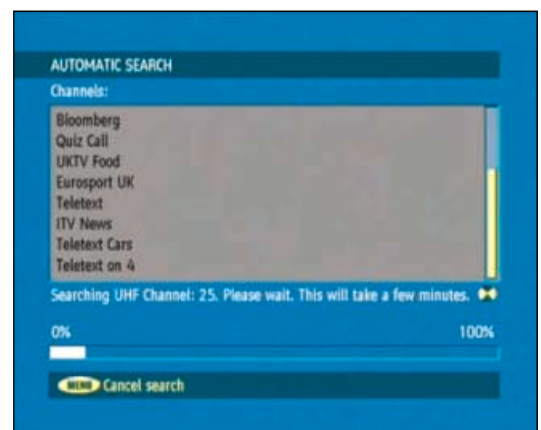 AUTOMATIC SEARCH
Channels:
Bloomberg
Quiz Call
UKTV Food
Eurosport UK
Teletext
ITV News
Teletext Cars
Teletext on 4
Searching UHF Channel: 25. Please wait. This will take a few minutes.
0% 100%
MENU Cancel search